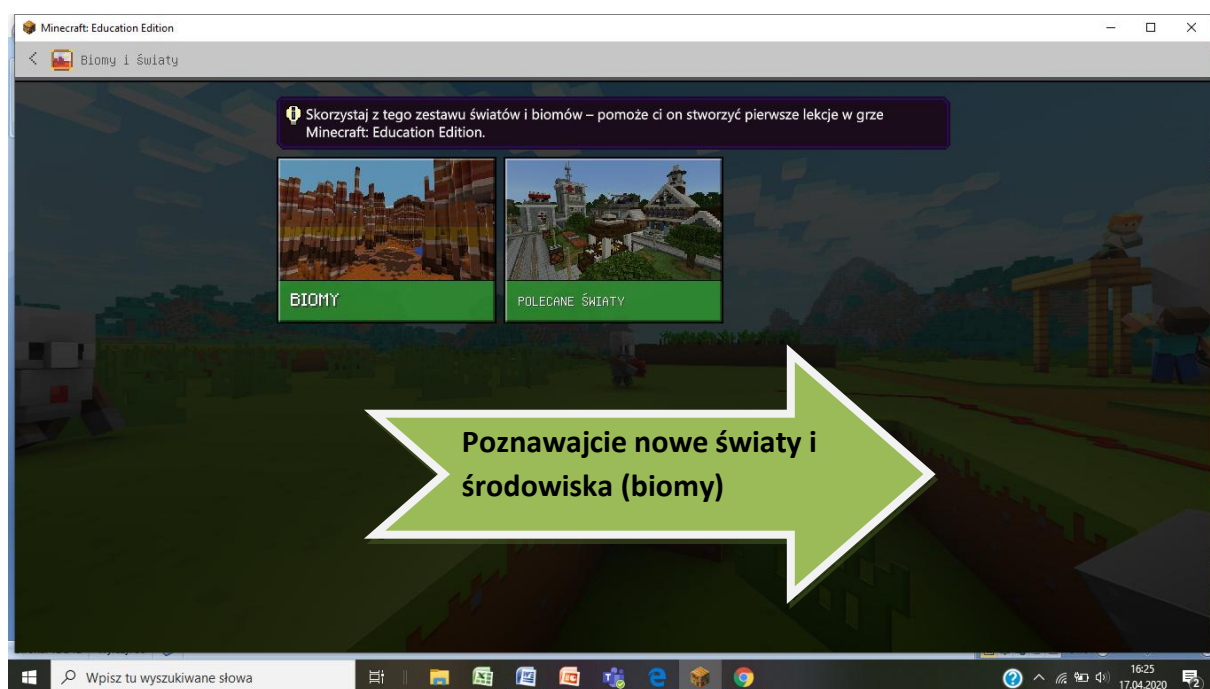 Minecraft: Education Edition
Biomy i światy
Skorzystaj z tego zestawu światów i biomów – pomoże ci on stworzyć pierwsze lekcje w grze
Minecraft: Education Edition.
BIOMY
POLECANE ŚWIATY
Poznawajcie nowe światy i
środowiska (biomy)
Wpisz tu wyszukiwane słowa
16:25
17.04.2020
2